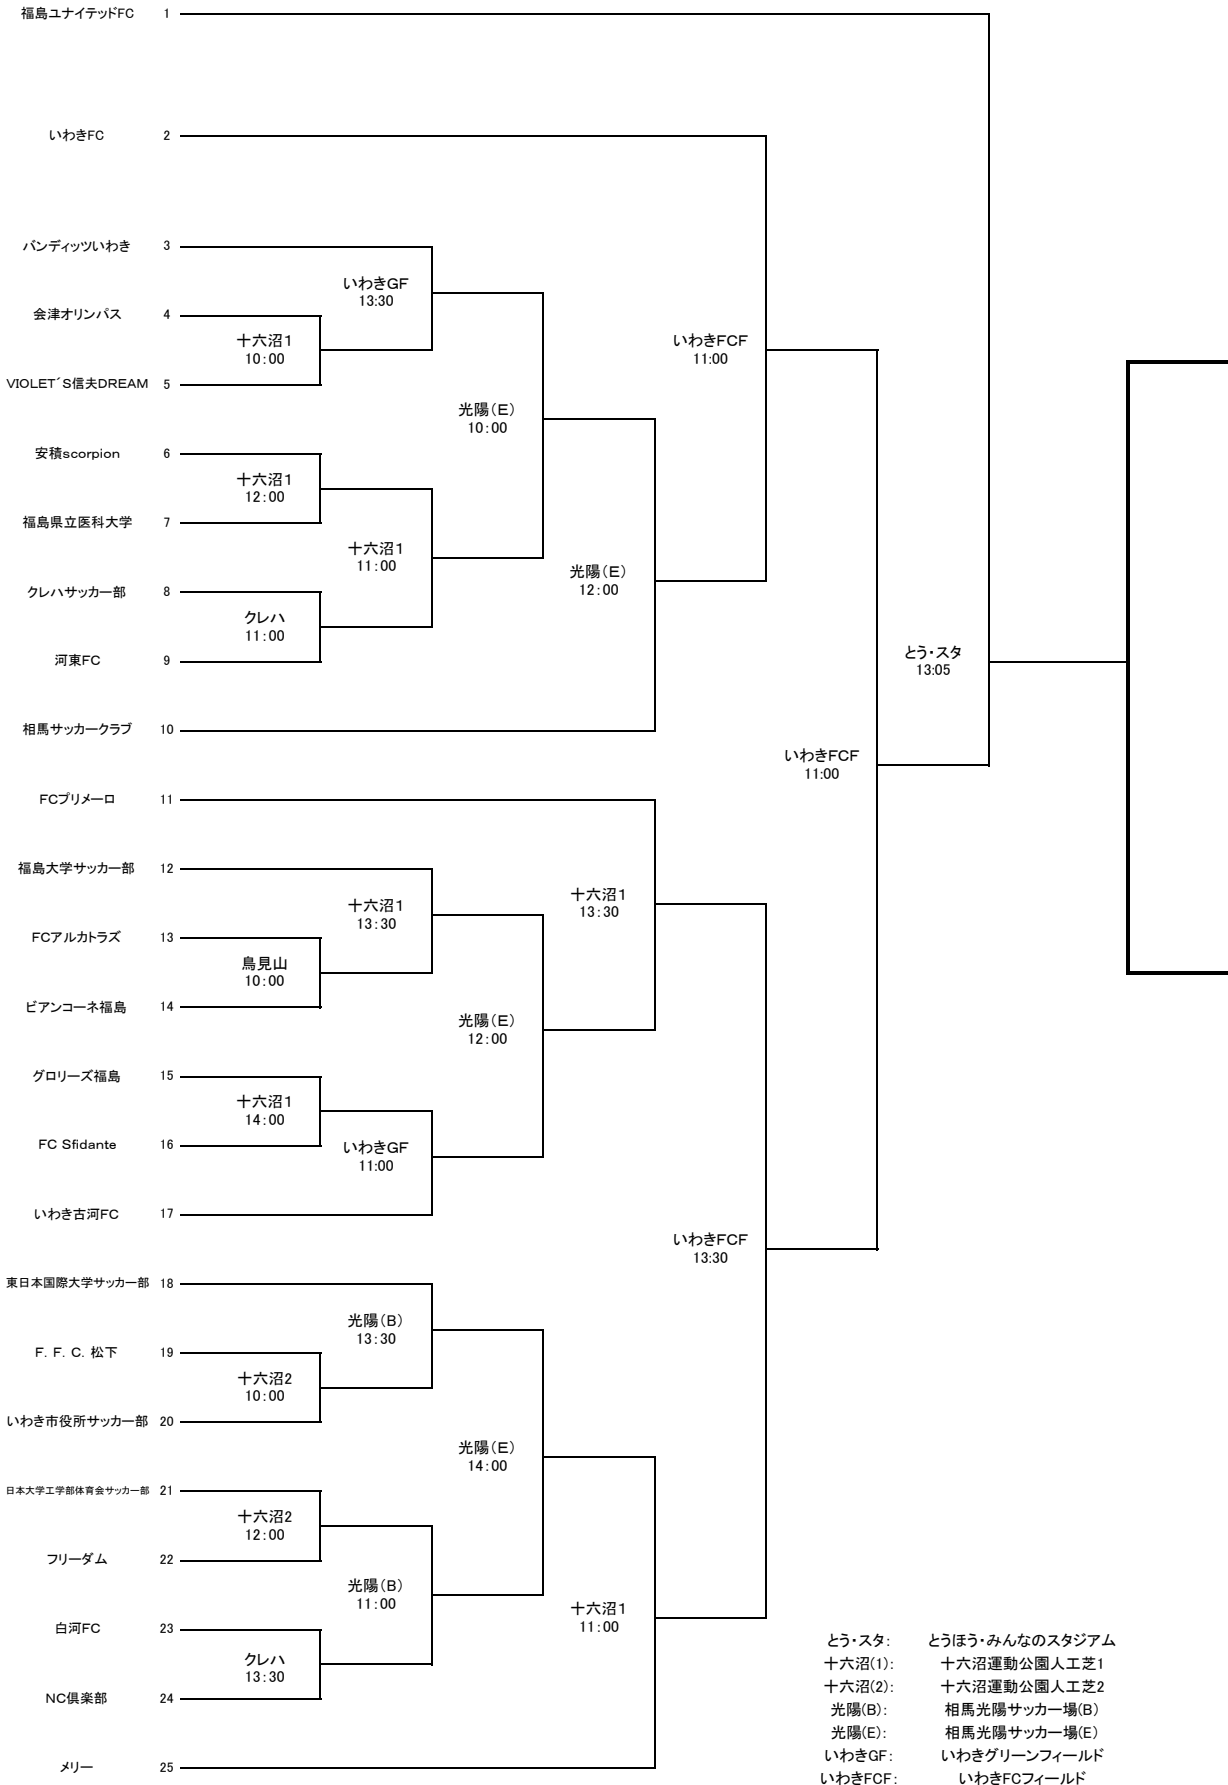 福島ユナイテッドFC 1
いわきFC 2
バンディッツいわき 3
いわきGF
13:30
会津オリンパス 4
十六沼1
10:00
いわきFCF
11:00
VIOLET´S信夫DREAM 5
光陽(E)
10:00
安積scorpion 6
十六沼1
12:00
福島県立医科大学 7
十六沼1
11:00
光陽(E)
12:00
クレハサッカー部 8
クレハ
11:00
河東FC 9
とう・スタ
13:05
相馬サッカークラブ 10
いわきFCF
11:00
FCプリメーロ 11
福島大学サッカー部 12
十六沼1
13:30
十六沼1
13:30
FCアルカトラズ 13
鳥見山
10:00
ビアンコーネ福島 14
光陽(E)
12:00
グロリーズ福島 15
十六沼1
14:00
FC Sfidante 16
いわきGF
11:00
いわき古河FC 17
いわきFCF
13:30
東日本国際大学サッカー部 18
光陽(B)
13:30
F. F. C. 松下 19
十六沼2
10:00
いわき市役所サッカー部 20
光陽(E)
14:00
日本大学工学部体育会サッカー部 21
十六沼2
12:00
フリーダム 22
光陽(B)
11:00
十六沼1
11:00
白河FC 23
クレハ
13:30
NC倶楽部 24
メリー 25
とう・スタ: とうほう・みんなのスタジアム
十六沼(1): 十六沼運動公園人工芝1
十六沼(2): 十六沼運動公園人工芝2
光陽(B): 相馬光陽サッカー場(B)
光陽(E): 相馬光陽サッカー場(E)
いわきGF: いわきグリーンフィールド
いわきFCF: いわきFCフィールド